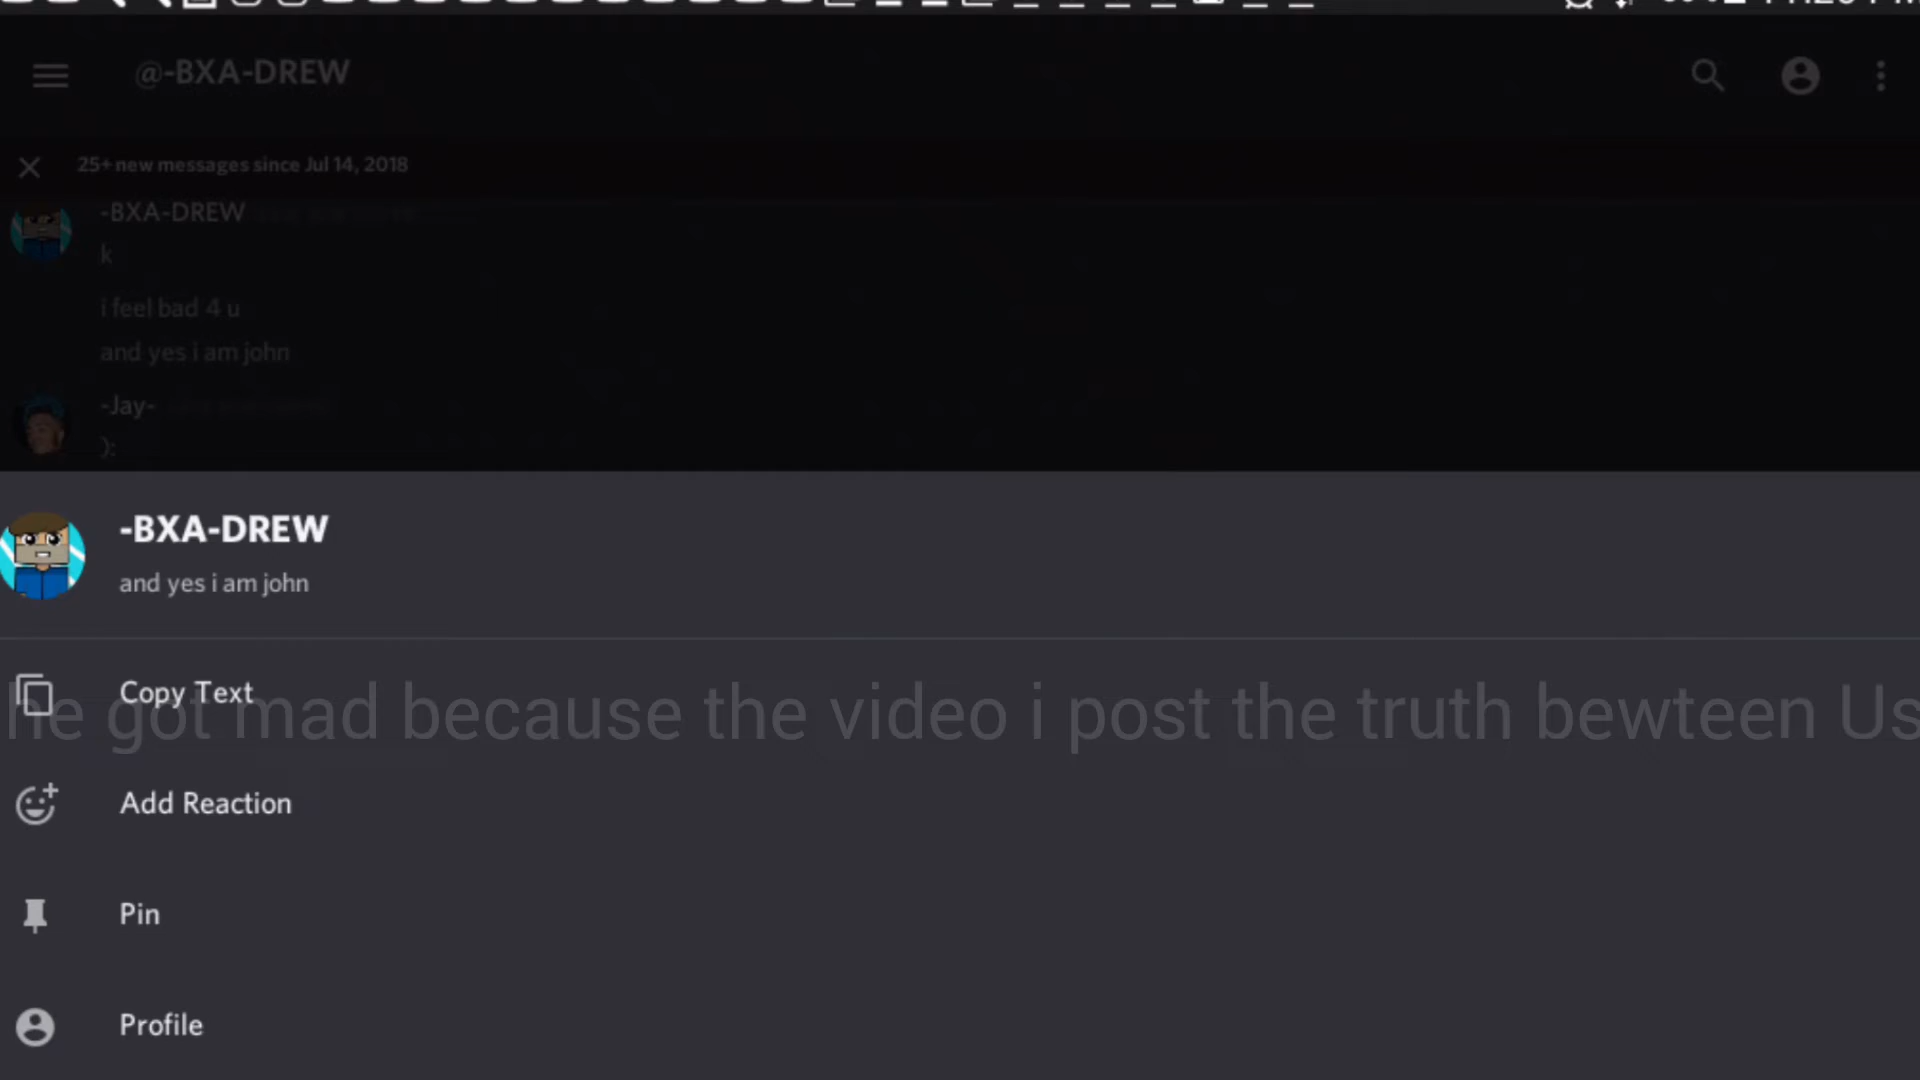 @-BXA-DREW
25+ new messages since Jul 14, 2018
-BXA-DREW
k
i feel bad 4 u
and yes i am john
-Jay-
):
-BXA-DREW
and yes i am john
Copy Text
he got mad because the video i post the truth bewteen Us
Add Reaction
Pin
Profile